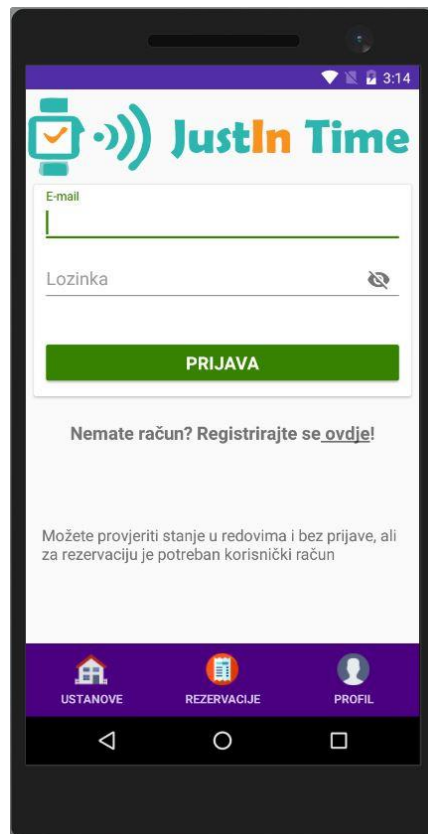 3:14
JustIn Time
E-mail
Lozinka
PRIJAVA
Nemate račun? Registrirajte se ovdje!
Možete provjeriti stanje u redovima i bez prijave, ali
za rezervaciju je potreban korisnički račun
USTANOVE
REZERVACIJE
PROFIL